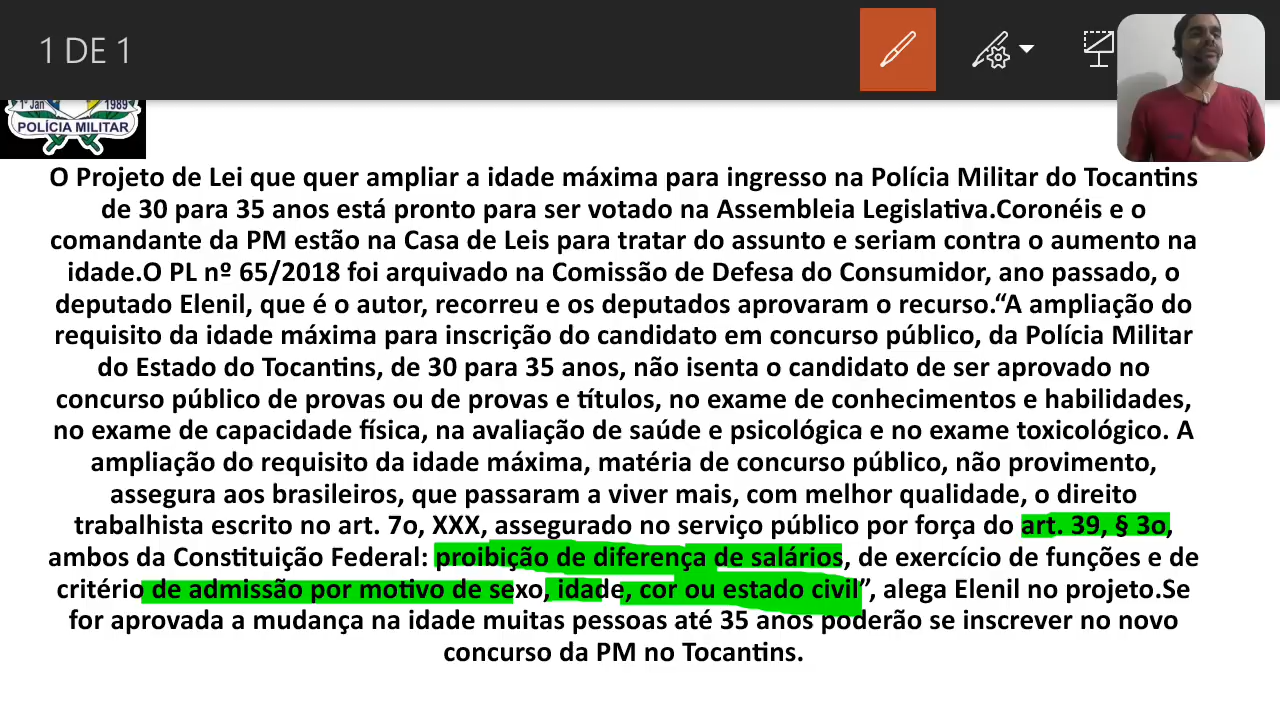 1 DE 1
1º Jan 1989
POLÍCIA MILITAR
O Projeto de Lei que quer ampliar a idade máxima para ingresso na Polícia Militar do Tocantins
de 30 para 35 anos está pronto para ser votado na Assembleia Legislativa.Coronéis e o
comandante da PM estão na Casa de Leis para tratar do assunto e seriam contra o aumento na
idade.O PL nº 65/2018 foi arquivado na Comissão de Defesa do Consumidor, ano passado, o
deputado Elenil, que é o autor, recorreu e os deputados aprovaram o recurso.“A ampliação do
requisito da idade máxima para inscrição do candidato em concurso público, da Polícia Militar
do Estado do Tocantins, de 30 para 35 anos, não isenta o candidato de ser aprovado no
concurso público de provas ou de provas e títulos, no exame de conhecimentos e habilidades,
no exame de capacidade física, na avaliação de saúde e psicológica e no exame toxicológico. A
ampliação do requisito da idade máxima, matéria de concurso público, não provimento,
assegura aos brasileiros, que passaram a viver mais, com melhor qualidade, o direito
trabalhista escrito no art. 7o, XXX, assegurado no serviço público por força do art. 39, § 3o,
ambos da Constituição Federal: proibição de diferença de salários, de exercício de funções e de
critério de admissão por motivo de sexo, idade, cor ou estado civil”, alega Elenil no projeto.Se
for aprovada a mudança na idade muitas pessoas até 35 anos poderão se inscrever no novo
concurso da PM no Tocantins.